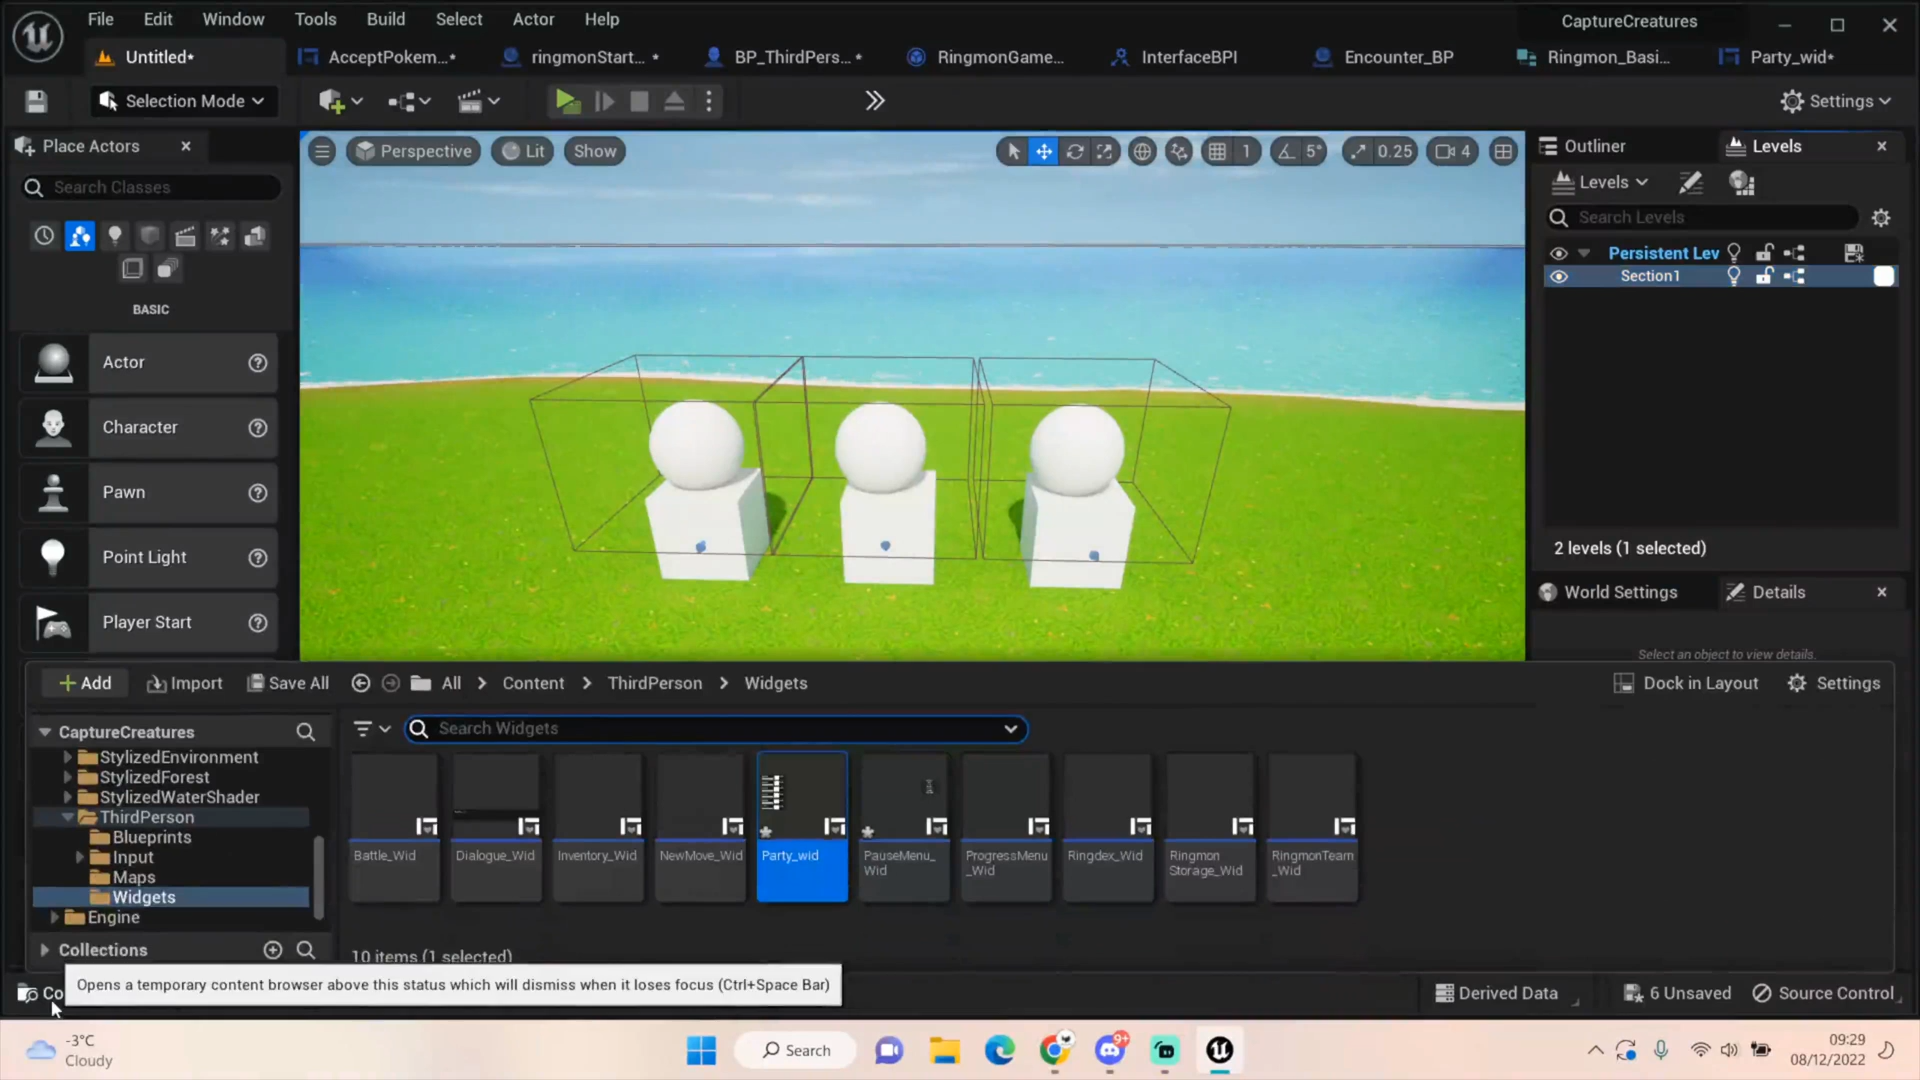 File Edit Window Tools Build Select Actor Help
CaptureCreatures
Untitled*
AcceptPokem...*
ringmonStart...*
BP_ThirdPers...*
RingmonGame...
InterfaceBPI
Encounter_BP
Ringmon_Basi...
Party_wid*
Selection Mode
Settings
Place Actors
Search Classes
BASIC
Actor
Character
Pawn
Point Light
Player Start
Perspective
Lit
Show
1
5°
0.25
4
Outliner
Levels
Levels
Search Levels
Persistent Lev
Section1
2 levels (1 selected)
World Settings
Details
Select an object to view details.
Add Import Save All All Content ThirdPerson Widgets
Dock in Layout Settings
CaptureCreatures
StylizedEnvironment
StylizedForest
StylizedWaterShader
ThirdPerson
Blueprints
Input
Maps
Widgets
Engine
Collections
Search Widgets
Battle_Wid
Dialogue_Wid
Inventory_Wid
NewMove_Wid
Party_wid
PauseMenu_
Wid
ProgressMenu
_Wid
Ringdex_Wid
Ringmon
Storage_Wid
RingmonTeam
_Wid
10 items (1 selected)
Opens a temporary content browser above this status which will dismiss when it loses focus (Ctrl+Space Bar)
Co
Derived Data
6 Unsaved
Source Control
-3°C
Cloudy
Search
9+
09:29
08/12/2022